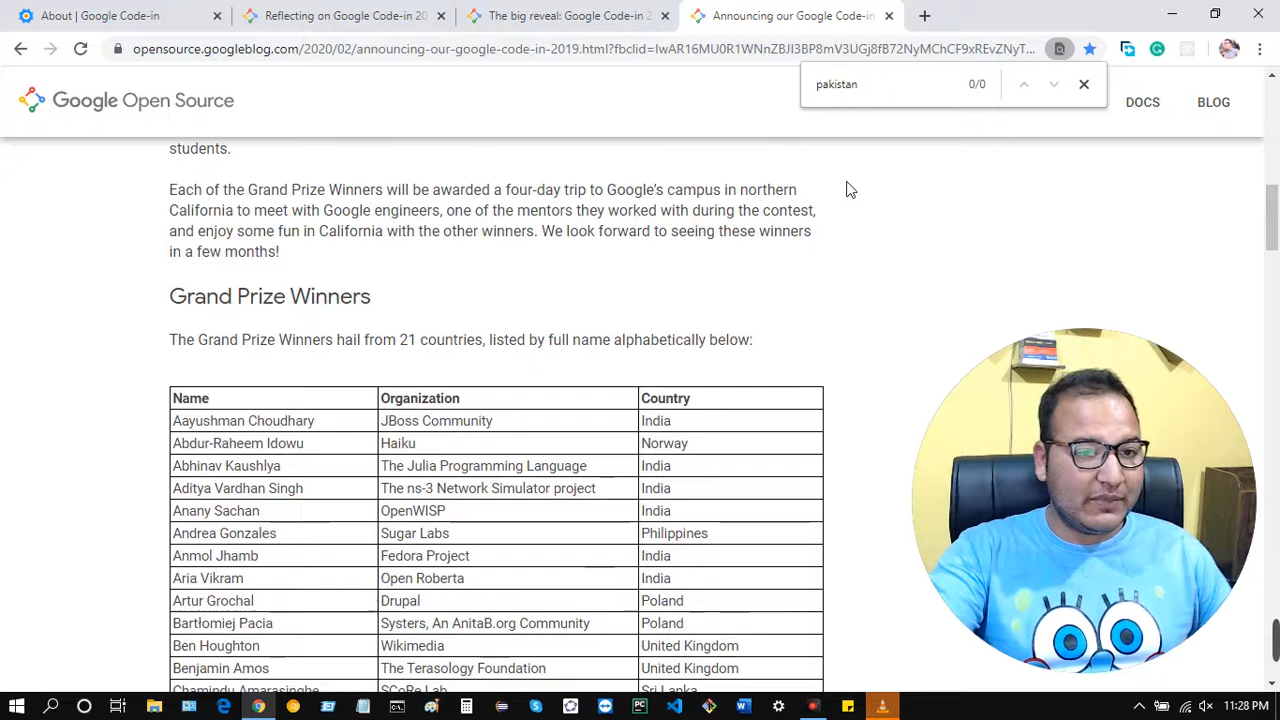 About | Google Code-in
Reflecting on Google Code-in 20
The big reveal: Google Code-in 2
Announcing our Google Code-in
opensource.googleblog.com/2020/02/announcing-our-google-code-in-2019.html?fbclid=IwAR16MU0R1WNnZBJI3BP8mV3UGj8fB72NyMChCF9xREvZNyT...
pakistan 0/0
Google Open Source
DOCS
BLOG
students.
Each of the Grand Prize Winners will be awarded a four-day trip to Google’s campus in northern
California to meet with Google engineers, one of the mentors they worked with during the contest,
and enjoy some fun in California with the other winners. We look forward to seeing these winners
in a few months!
Grand Prize Winners
The Grand Prize Winners hail from 21 countries, listed by full name alphabetically below:
Name Organization Country
Aayushman Choudhary JBoss Community India
Abdur-Raheem Idowu Haiku Norway
Abhinav Kaushlya The Julia Programming Language India
Aditya Vardhan Singh The ns-3 Network Simulator project India
Anany Sachan OpenWISP India
Andrea Gonzales Sugar Labs Philippines
Anmol Jhamb Fedora Project India
Aria Vikram Open Roberta India
Artur Grochal Drupal Poland
Bartłomiej Pacia Systers, An AnitaB.org Community Poland
Ben Houghton Wikimedia United Kingdom
Benjamin Amos The Terasology Foundation United Kingdom
Chamindu Amarasinghe SCoRe Lab Sri Lanka
11:28 PM